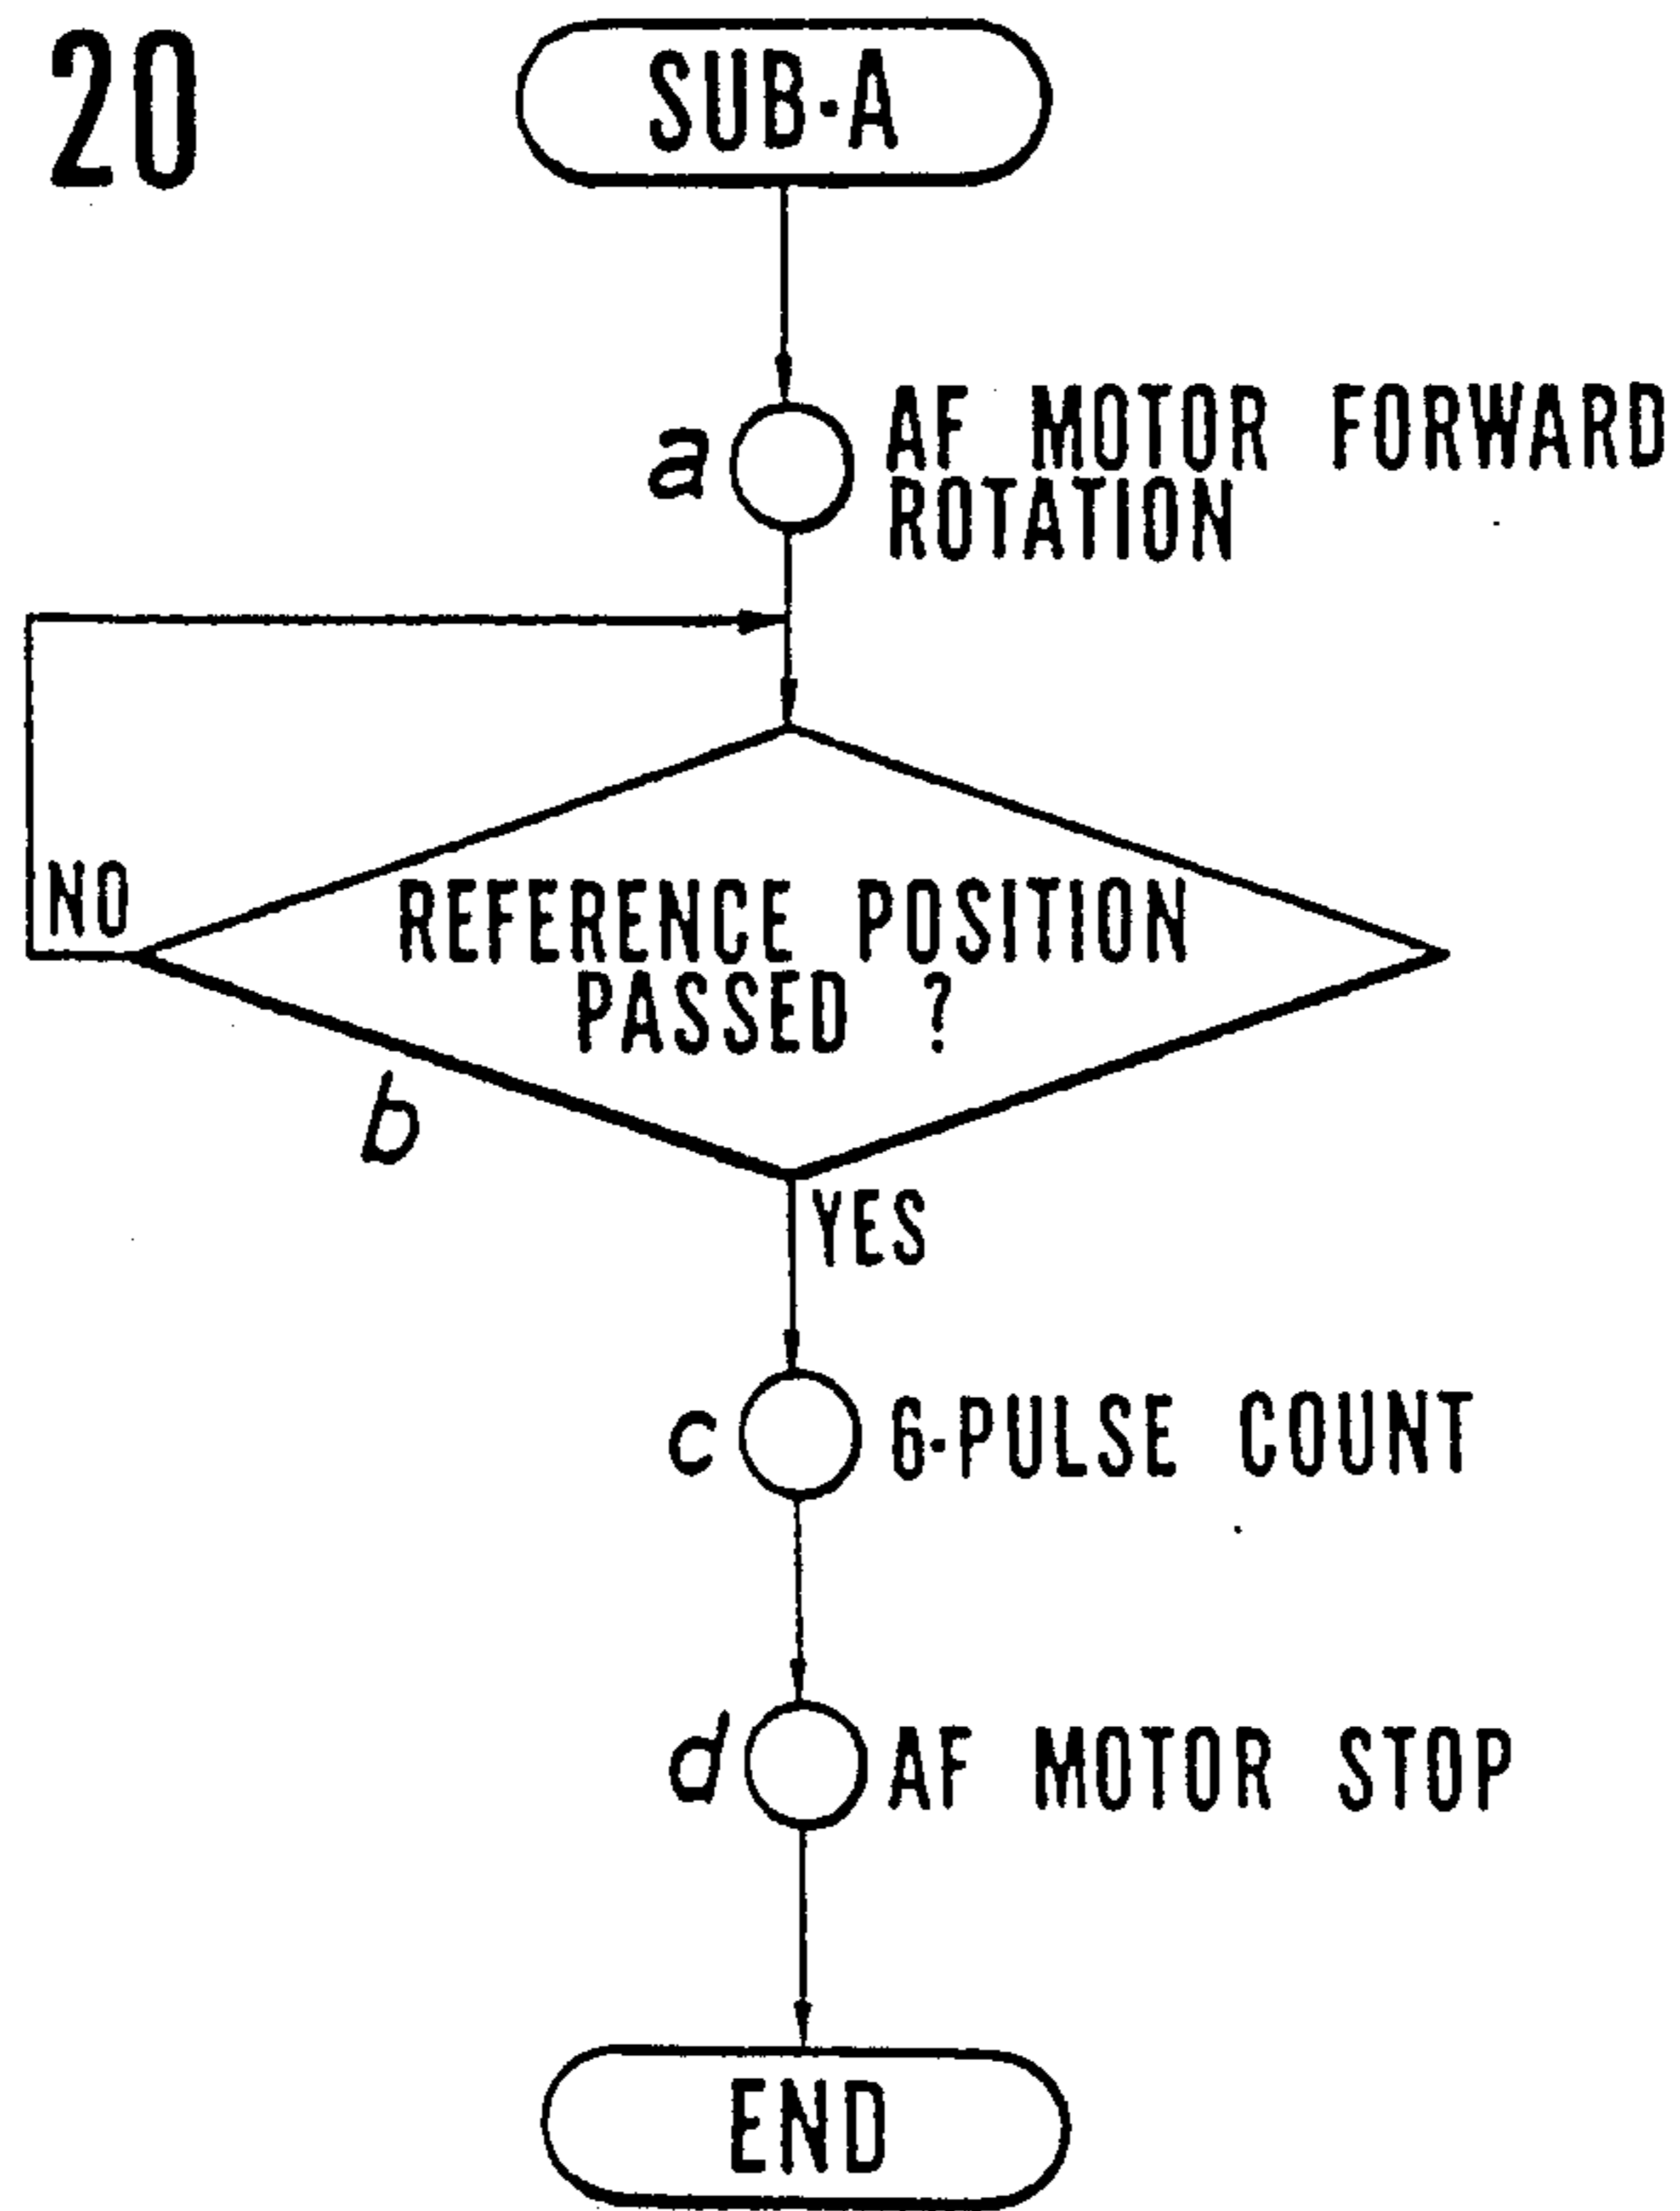 20
SUB-A
a
AF MOTOR FORWARD
ROTATION
NO
REFERENCE POSITION
PASSED ?
b
YES
c
6-PULSE COUNT
d
AF MOTOR STOP
END